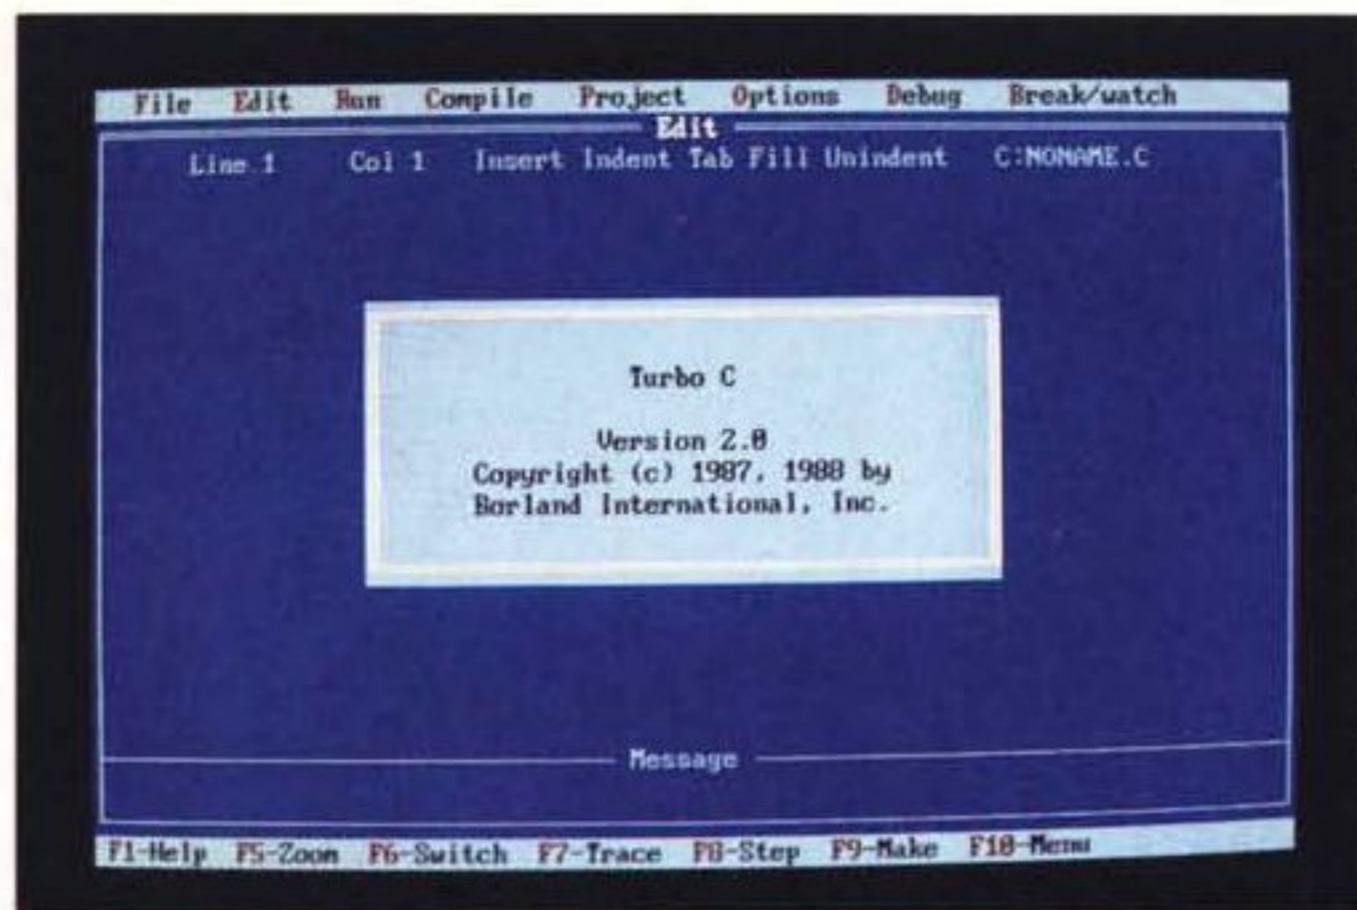 File Edit Run Compile Project Options Debug Break/watch
Edit
Line 1 Col 1 Insert Indent Tab Fill Unindent C:NONAME.C
Turbo C
Version 2.0
Copyright (c) 1987, 1988 by
Borland International, Inc.
Message
F1-Help F5-Zoom F6-Switch F7-Trace F8-Step F9-Make F10-Menu